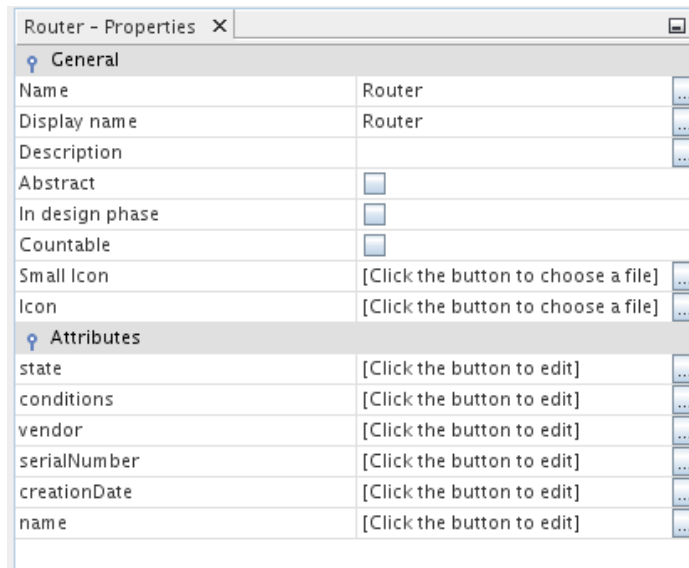 Router – Properties
General
Name Router ...
Display name Router ...
Description ...
Abstract
In design phase
Countable
Small Icon [Click the button to choose a file] ...
Icon [Click the button to choose a file] ...
Attributes
state [Click the button to edit] ...
conditions [Click the button to edit] ...
vendor [Click the button to edit] ...
serialNumber [Click the button to edit] ...
creationDate [Click the button to edit] ...
name [Click the button to edit] ...